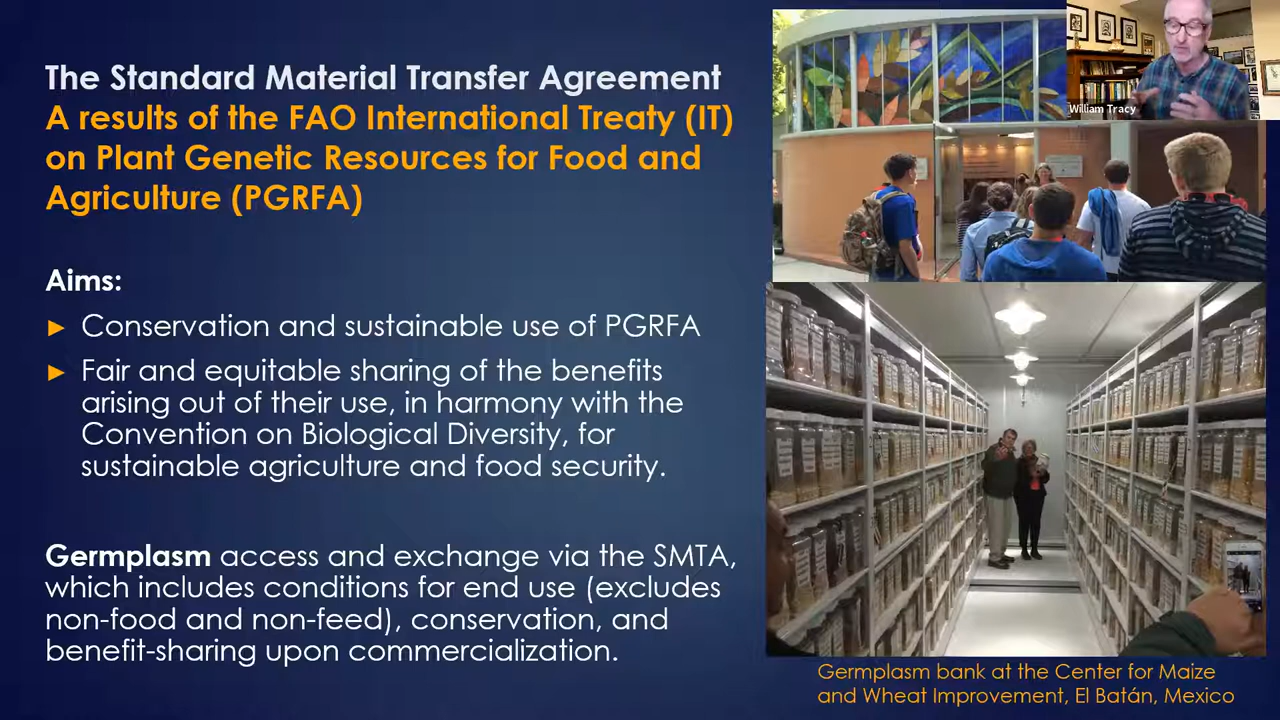 The Standard Material Transfer Agreement
A results of the FAO International Treaty (IT)
on Plant Genetic Resources for Food and
Agriculture (PGRFA)
Aims:
► Conservation and sustainable use of PGRFA
► Fair and equitable sharing of the benefits
arising out of their use, in harmony with the
Convention on Biological Diversity, for
sustainable agriculture and food security.
Germplasm access and exchange via the SMTA,
which includes conditions for end use (excludes
non-food and non-feed), conservation, and
benefit-sharing upon commercialization.
William Tracy
Germplasm bank at the Center for Maize
and Wheat Improvement, El Batán, Mexico